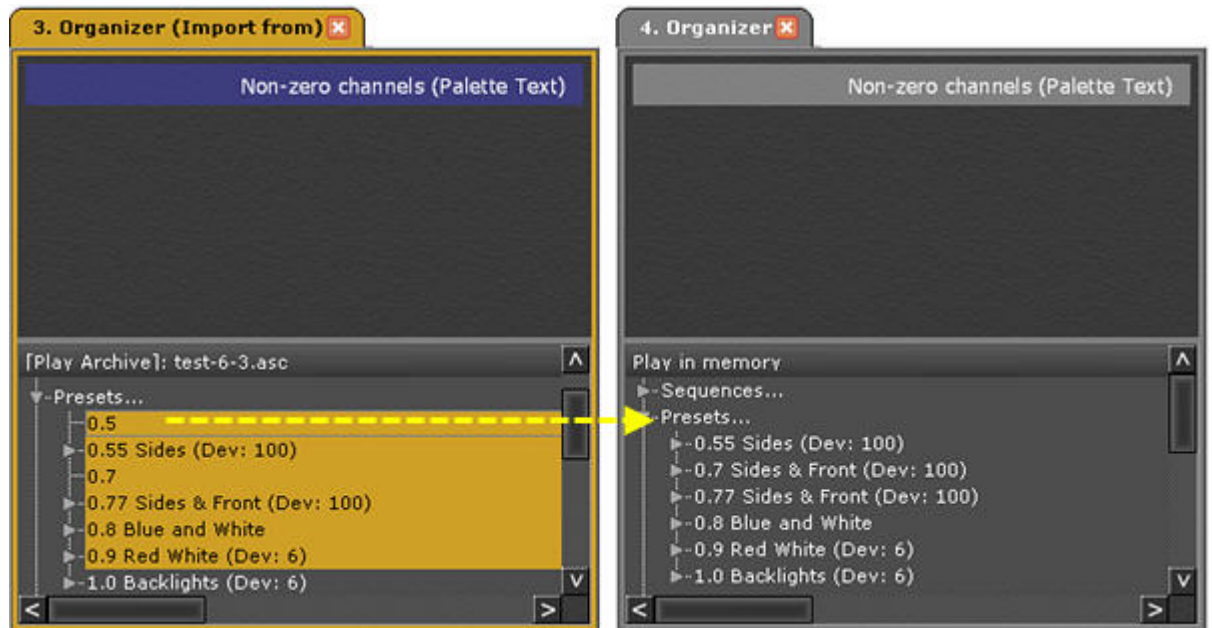 3. Organizer (Import from)
Non-zero channels (Palette Text)
[Play Archive]: test-6-3.asc
Presets...
0.5
0.55 Sides (Dev: 100)
0.7
0.77 Sides & Front (Dev: 100)
0.8 Blue and White
0.9 Red White (Dev: 6)
1.0 Backlights (Dev: 6)
4. Organizer
Non-zero channels (Palette Text)
Play in memory
Sequences...
Presets...
0.55 Sides (Dev: 100)
0.7 Sides & Front (Dev: 100)
0.77 Sides & Front (Dev: 100)
0.8 Blue and White
0.9 Red White (Dev: 6)
1.0 Backlights (Dev: 6)